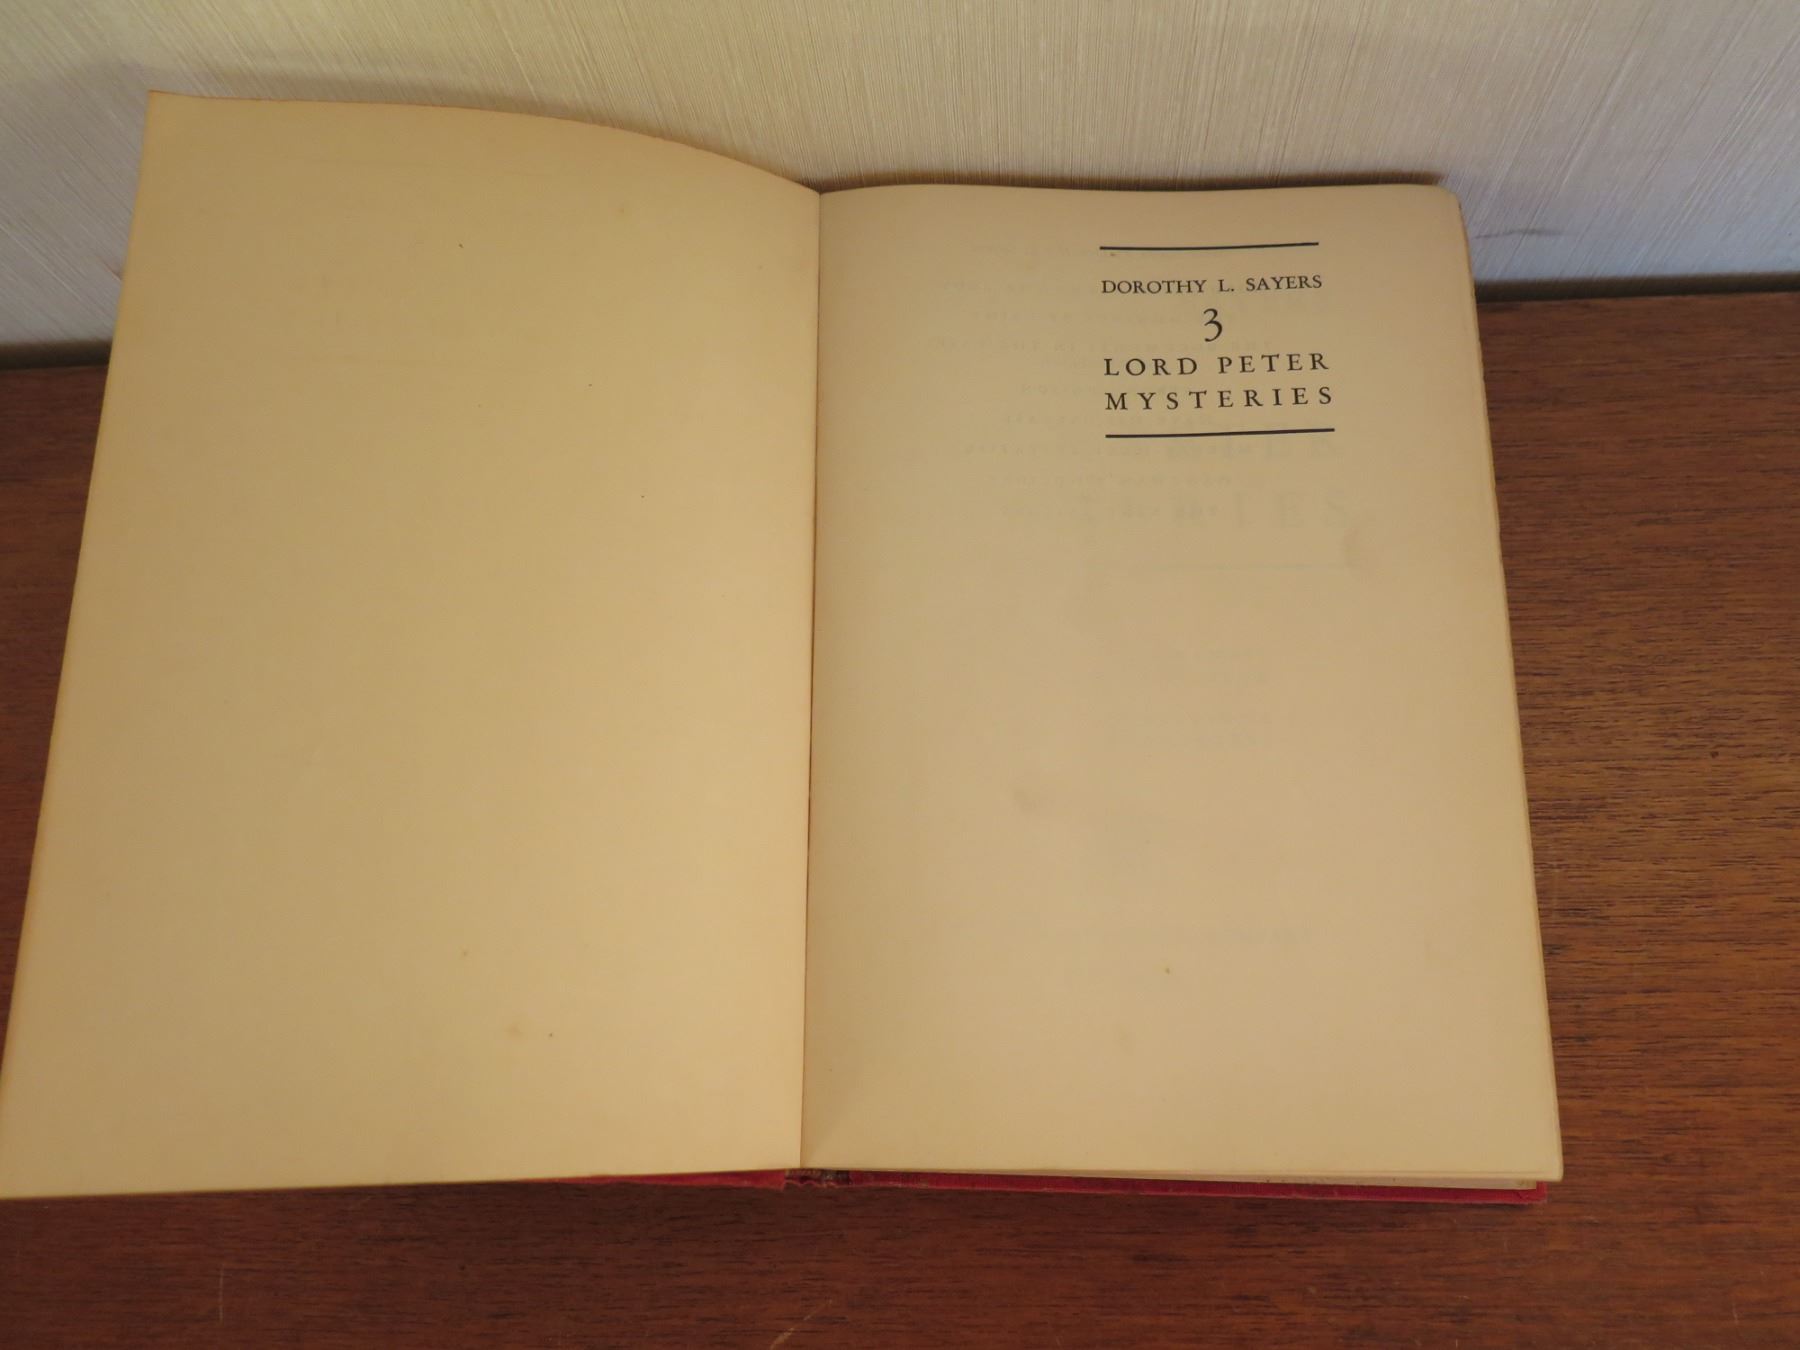 DOROTHY L. SAYERS
3
LORD PETER
MYSTERIES